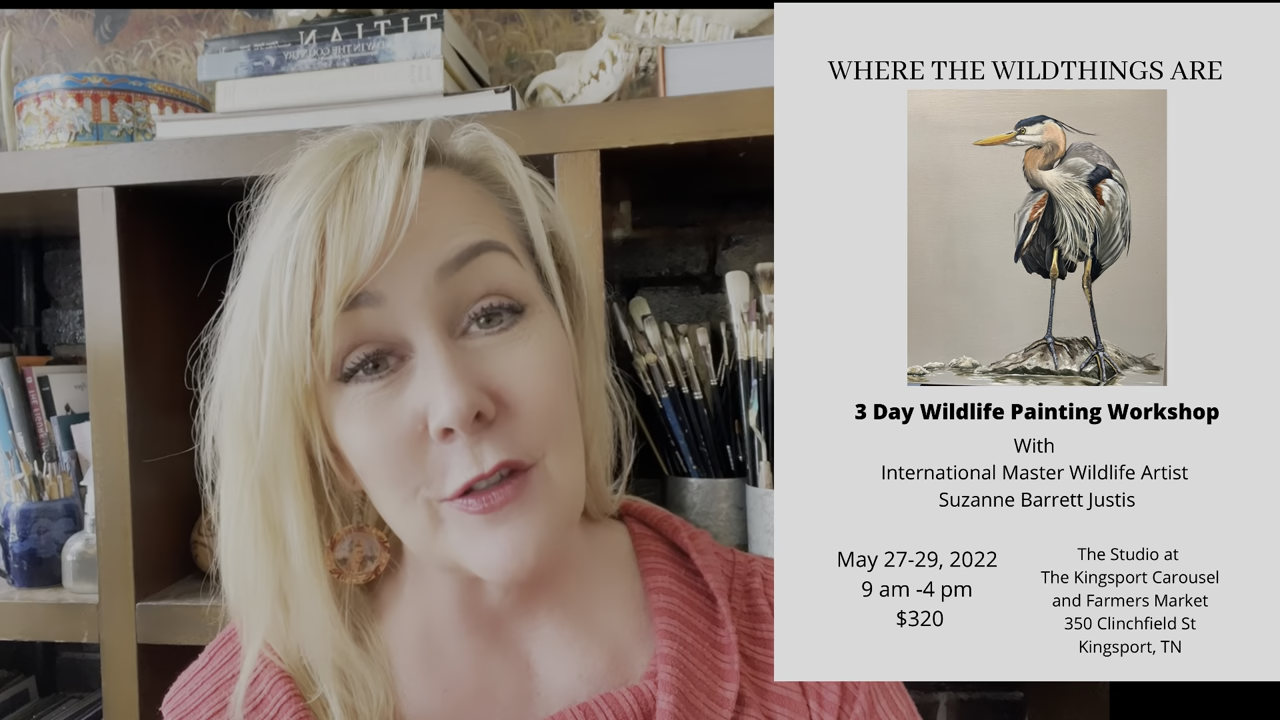 TITIAN
WHERE THE WILDTHINGS ARE
3 Day Wildlife Painting Workshop
With
International Master Wildlife Artist
Suzanne Barrett Justis
May 27-29, 2022
9 am -4 pm
$320
The Studio at
The Kingsport Carousel
and Farmers Market
350 Clinchfield St
Kingsport, TN